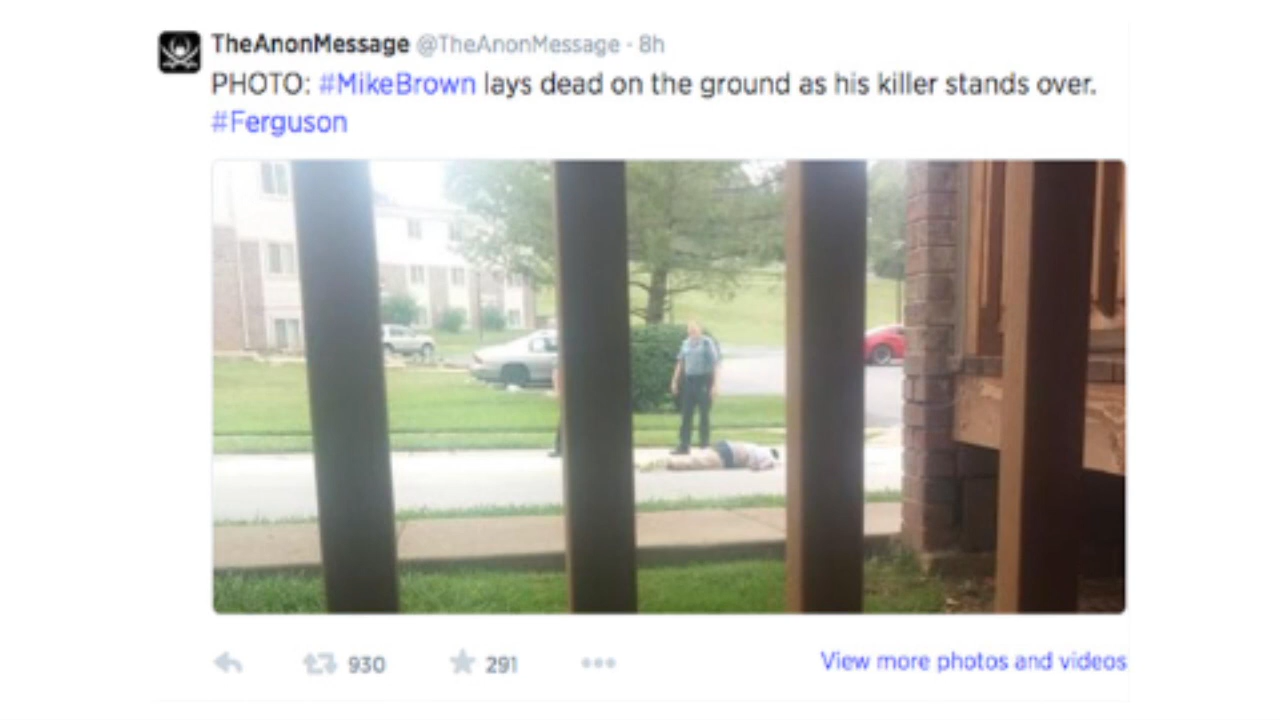 TheAnonMessage @TheAnonMessage · 8h
PHOTO: #MikeBrown lays dead on the ground as his killer stands over.
#Ferguson
930 291 View more photos and videos